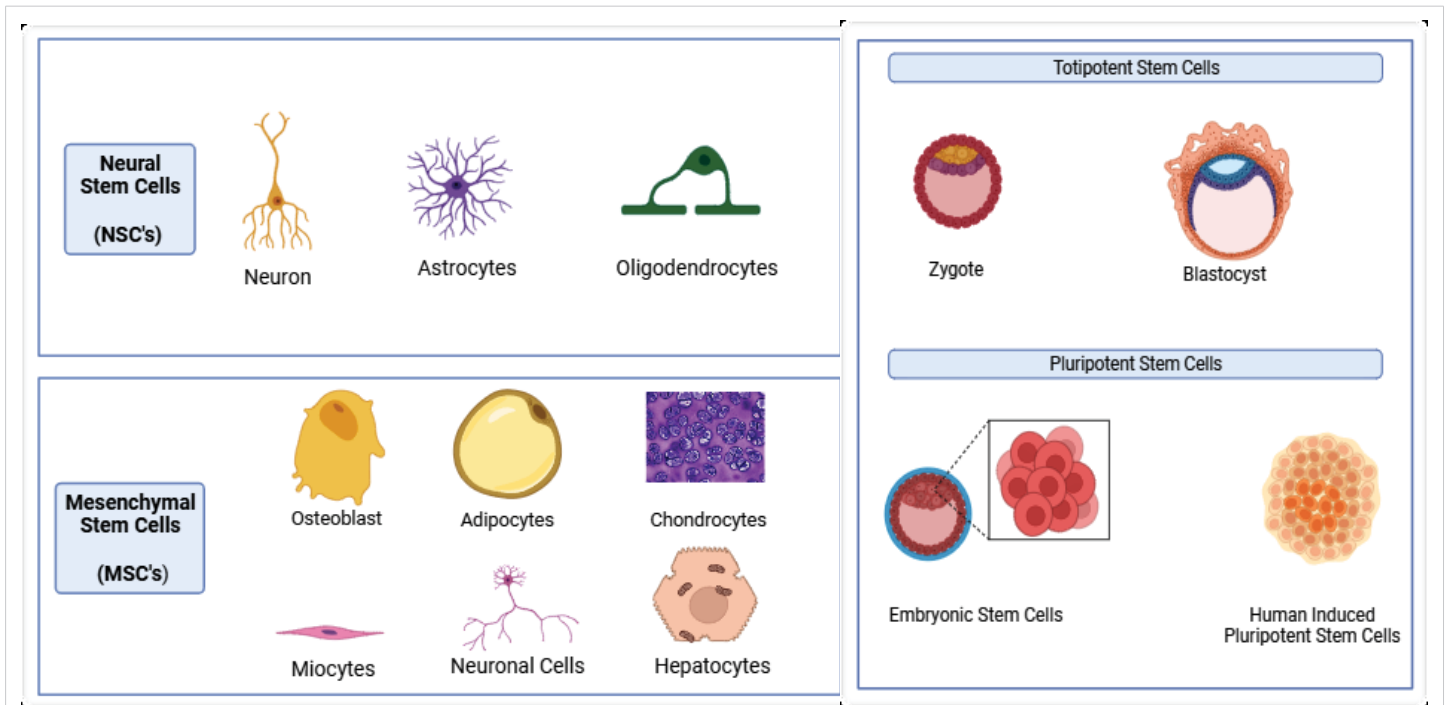 Neural
Stem Cells
(NSC's)
Neuron
Astrocytes
Oligodendrocytes
Mesenchymal
Stem Cells
(MSC's)
Osteoblast
Adipocytes
Chondrocytes
Miocytes
Neuronal Cells
Hepatocytes
Totipotent Stem Cells
Zygote
Blastocyst
Pluripotent Stem Cells
Embryonic Stem Cells
Human Induced
Pluripotent Stem Cells